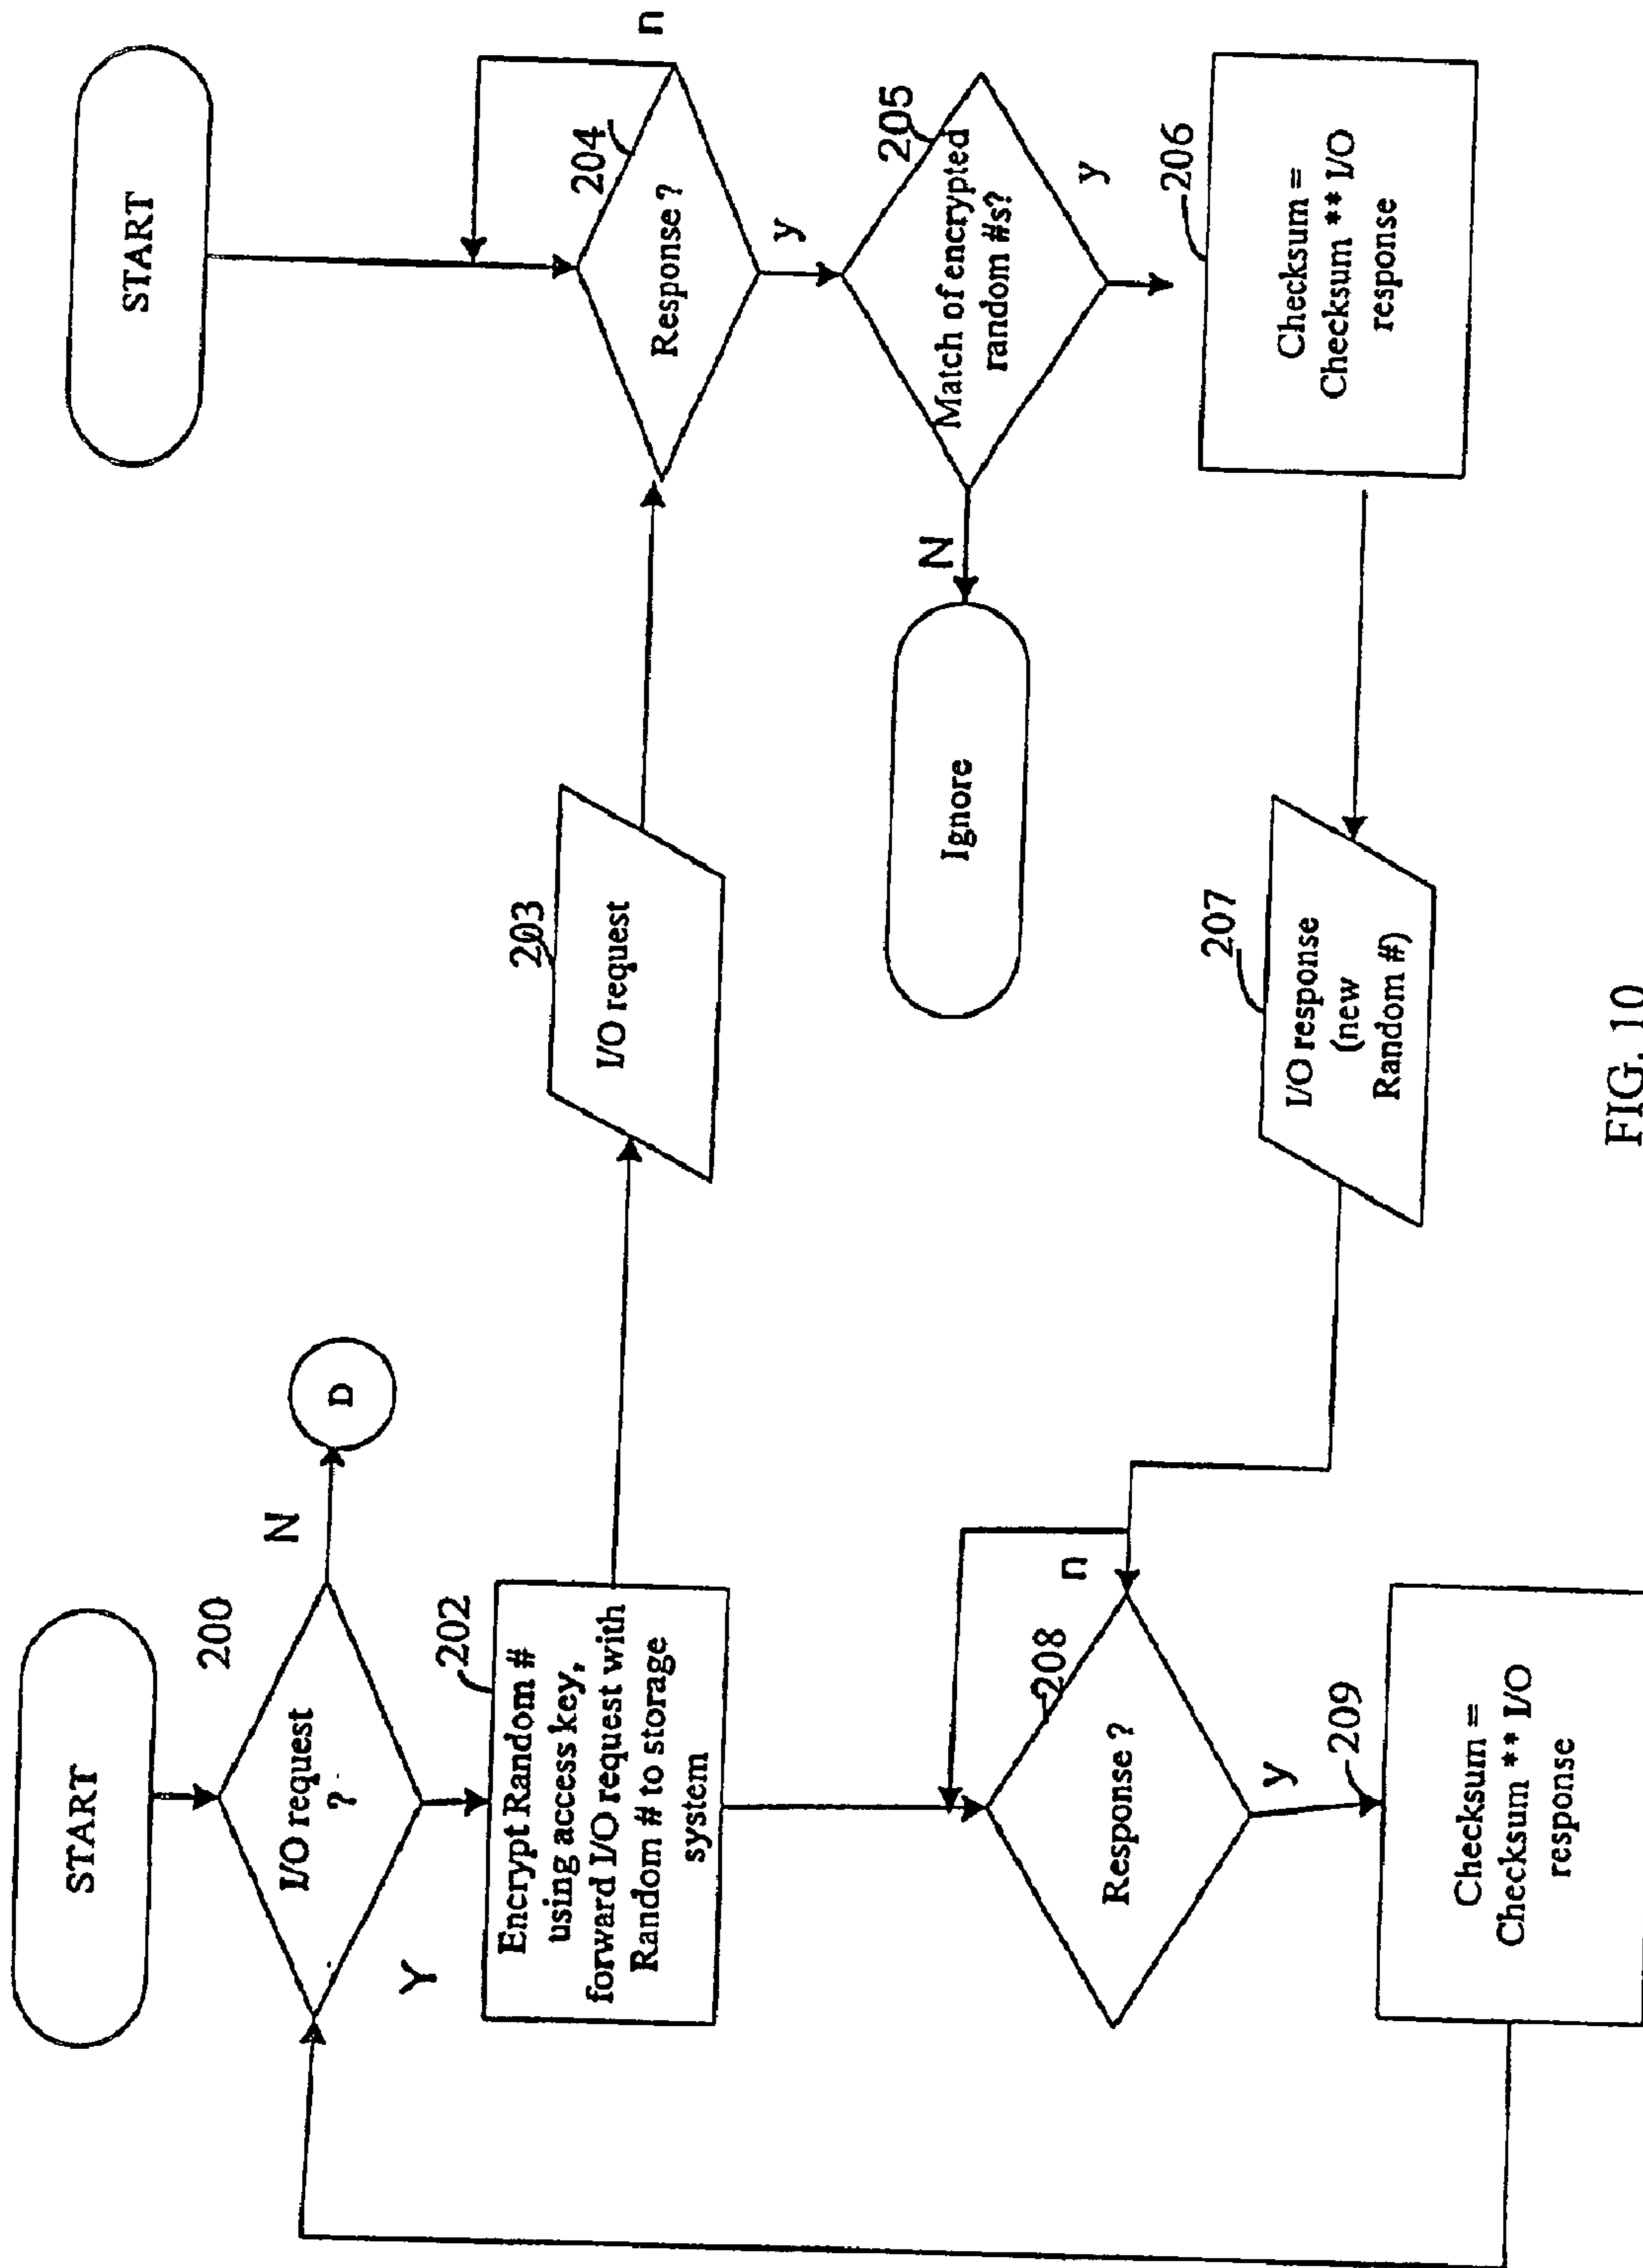 START
200
I/O request
?
N
D
Y
202
Encrypt Random #
using access key,
forward I/O request with
Random # to storage
system
203
I/O request
START
204
Response ?
n
y
205
Match of encrypted
random #s?
N
Ignore
y
206
Checksum =
Checksum ** I/O
response
207
I/O response
(new
Random #)
208
Response ?
n
y
209
Checksum =
Checksum ** I/O
response
FIG. 10